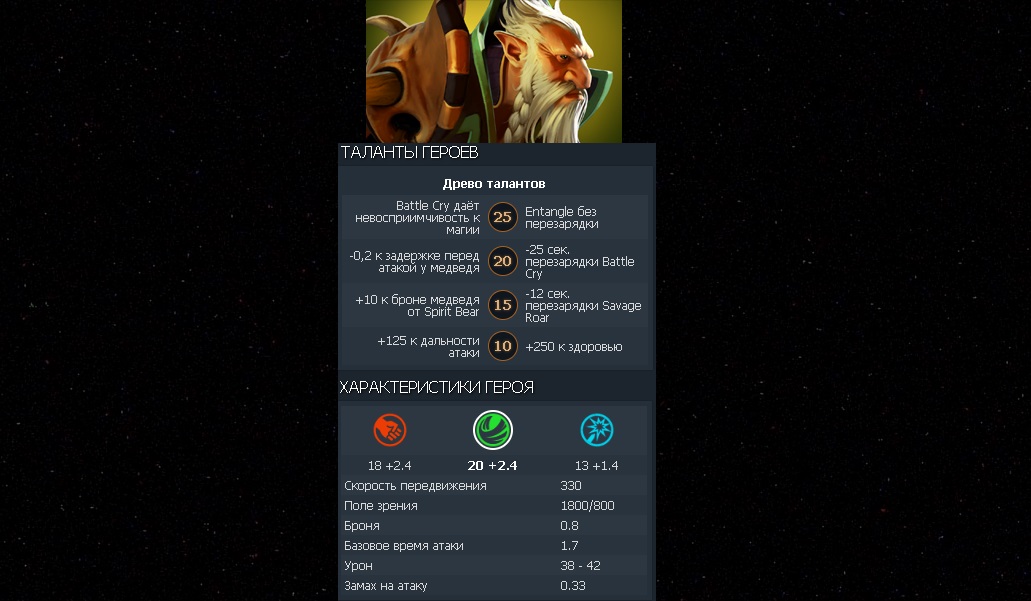 ТАЛАНТЫ ГЕРОЕВ
Древо талантов
Battle Cry даёт
невосприимчивость к
магии
25
Entangle без
перезарядки
-0,2 к задержке перед
атакой у медведя
20
-25 сек.
перезарядки Battle
Cry
+10 к броне медведя
от Spirit Bear
15
-12 сек.
перезарядки Savage
Roar
+125 к дальности
атаки
10
+250 к здоровью
ХАРАКТЕРИСТИКИ ГЕРОЯ
18 +2.4 20 +2.4 13 +1.4
Скорость передвижения 330
Поле зрения 1800/800
Броня 0.8
Базовое время атаки 1.7
Урон 38 - 42
Замах на атаку 0.33